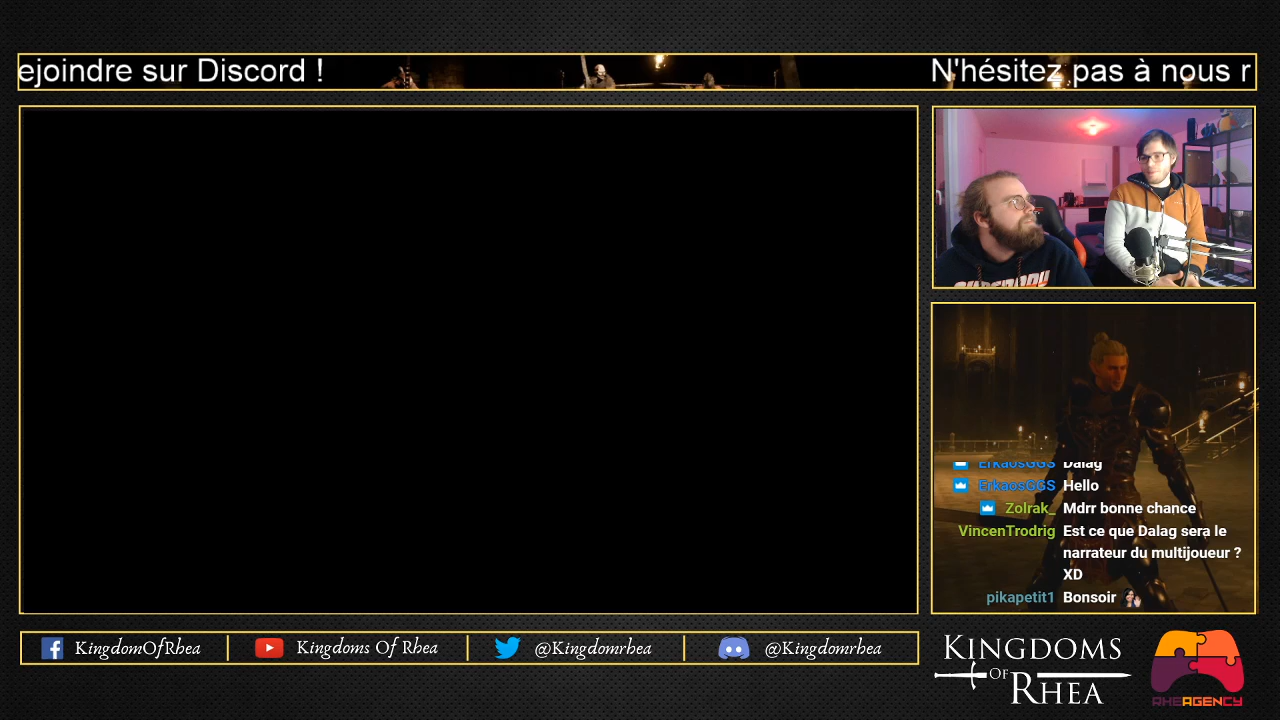 ejoindre sur Discord !
N'hésitez pas à nous r
ErkaosGGS Dalag
ErkaosGGS Hello
Zolrak_ Mdrr bonne chance
VincenTrodrig Est ce que Dalag sera le
narrateur du multijoueur ?
XD
pikapetit1 Bonsoir
KingdomOfRhea
Kingdoms Of Rhea
@Kingdomrhea
@Kingdomrhea
KINGDOMS
OF
RHEA
RHEAGENCY